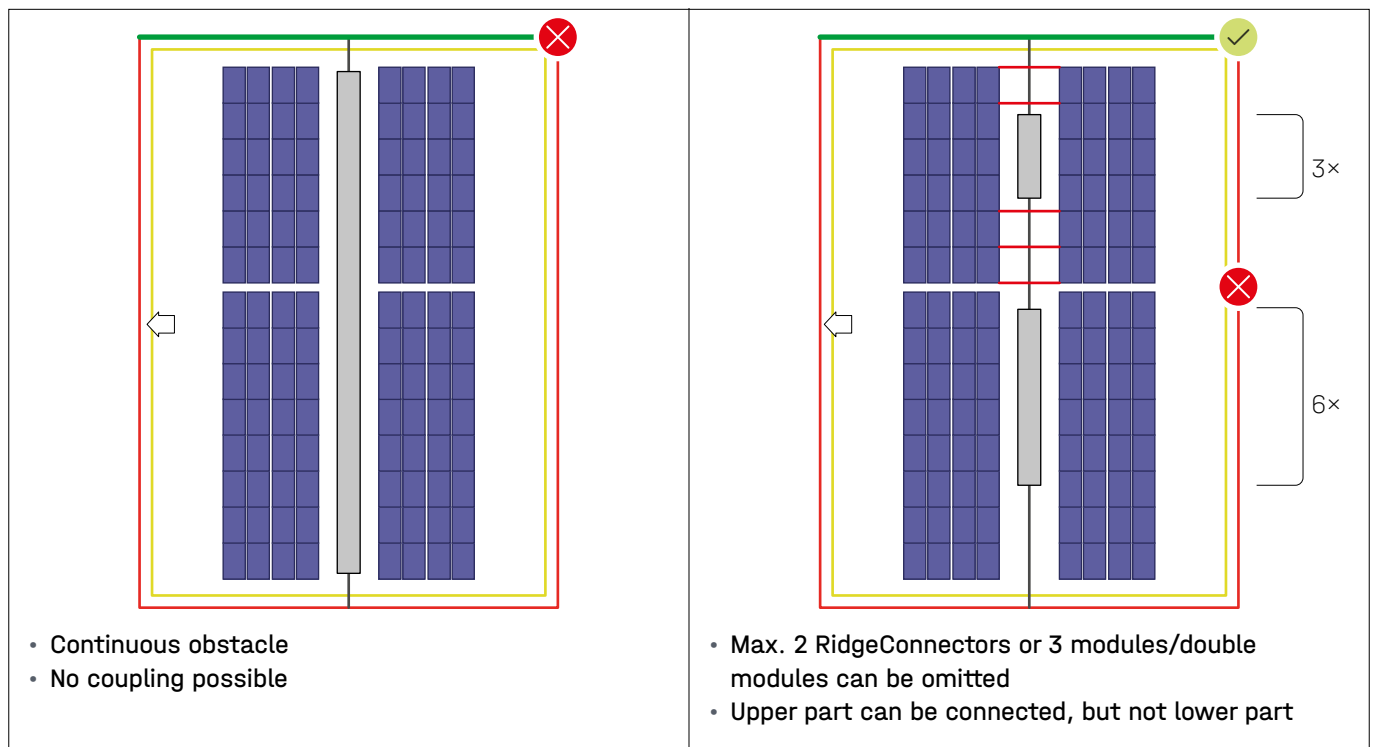 3×
6×
• Continuous obstacle
• No coupling possible
• Max. 2 RidgeConnectors or 3 modules/double
modules can be omitted
• Upper part can be connected, but not lower part